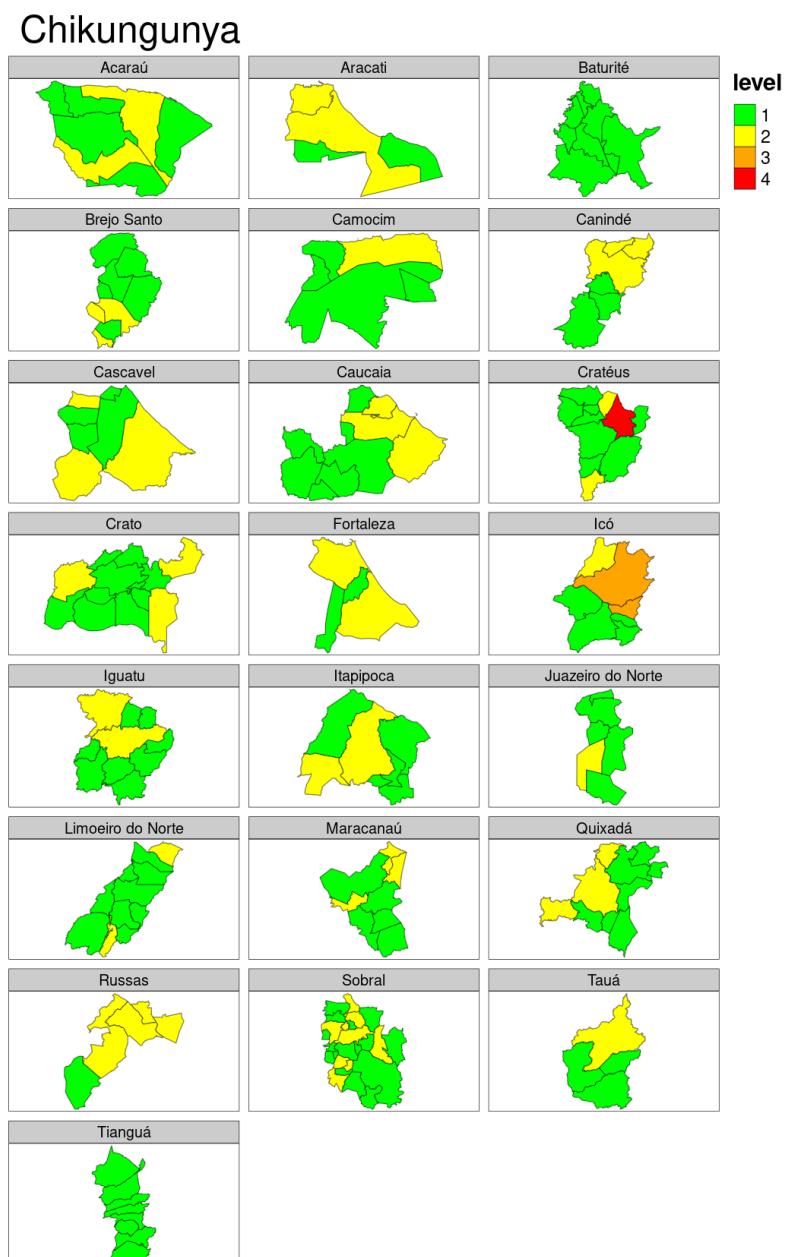 Chikungunya
Acaraú
Aracati
Baturité
level
1
2
3
4
Brejo Santo
Camocim
Canindé
Cascavel
Caucaia
Cratéus
Crato
Fortaleza
Icó
Iguatu
Itapipoca
Juazeiro do Norte
Limoeiro do Norte
Maracanaú
Quixadá
Russas
Sobral
Tauá
Tianguá